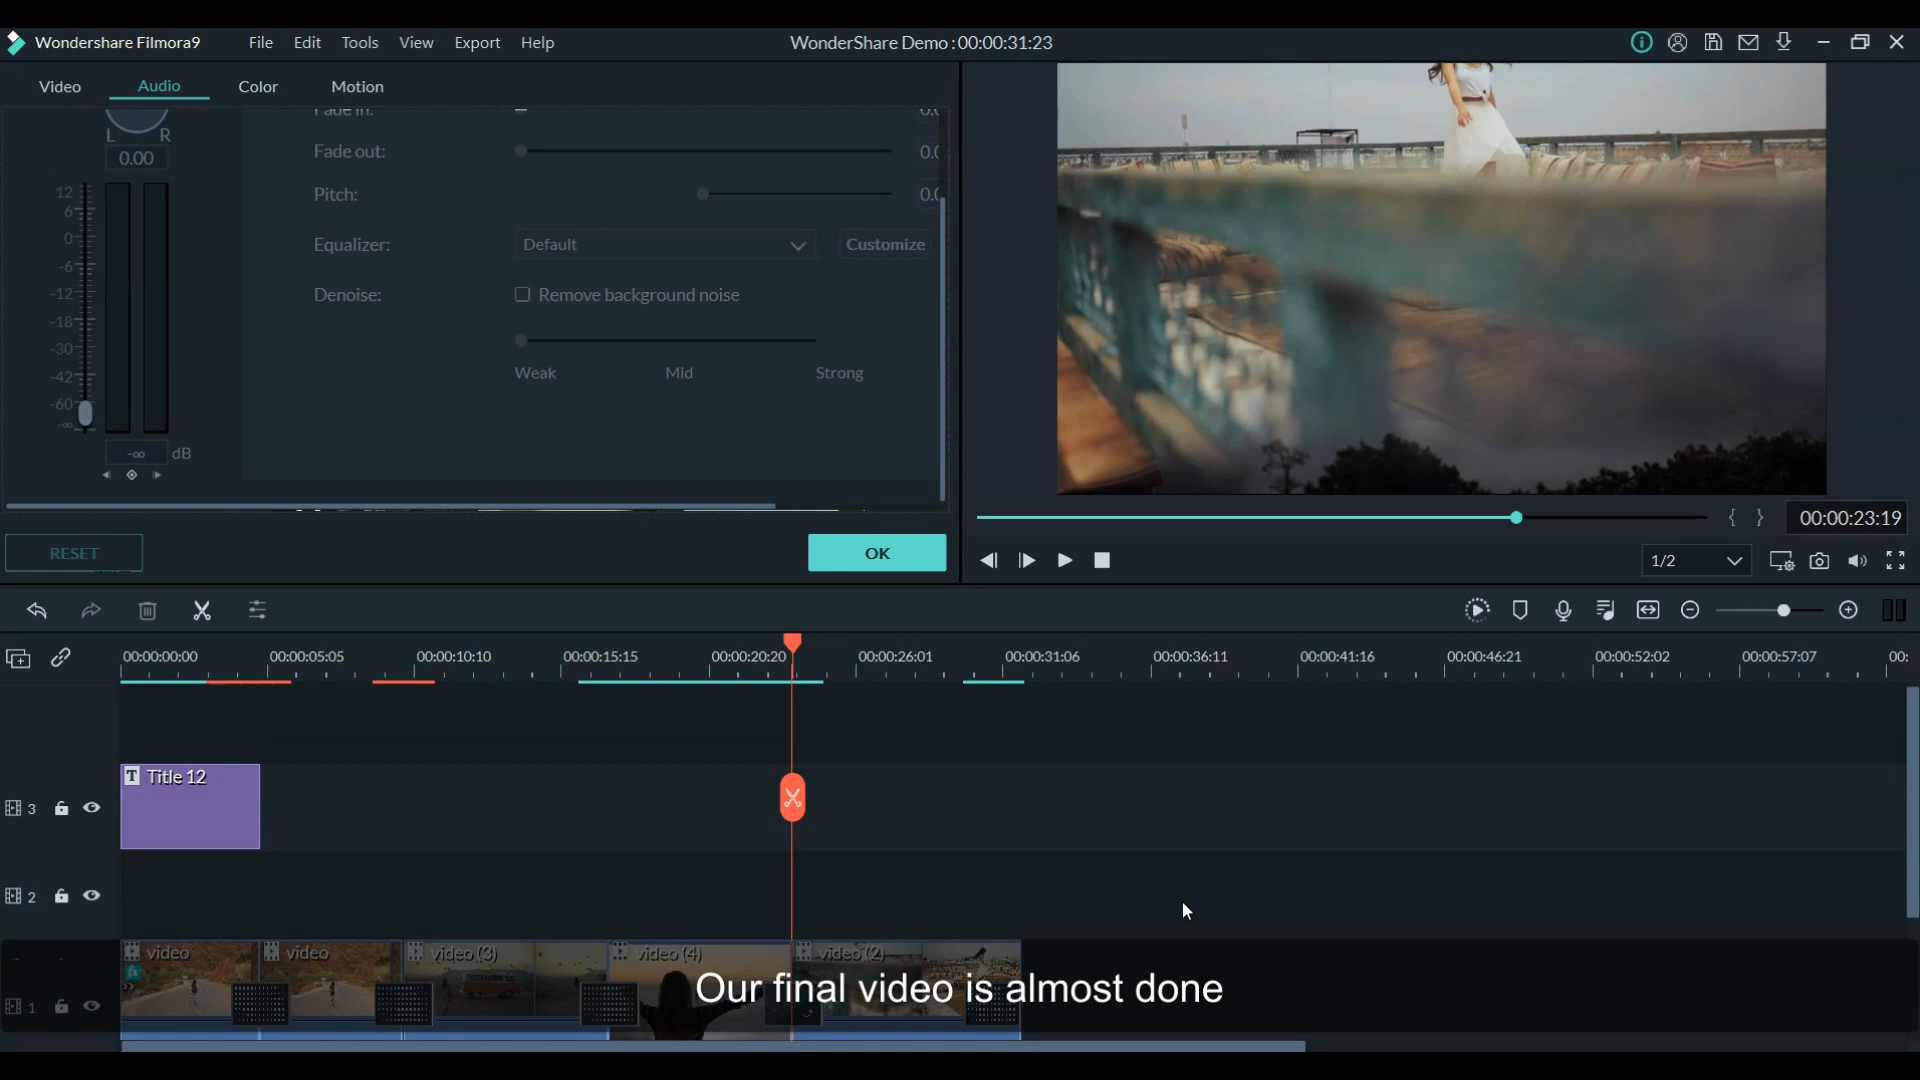 Wondershare Filmora9 File Edit Tools View Export Help WonderShare Demo : 00:00:31:23
Video Audio Color Motion
Fade in:
L R
0.00
Fade out:
Pitch:
Equalizer: Default Customize
Denoise: Remove background noise
Weak Mid Strong
12
6
0
-6
-12
-18
-30
-42
-60
-∞
-∞ dB
RESET OK
{ } 00:00:23:19
1/2
00:00:00:00 00:00:05:05 00:00:10:10 00:00:15:15 00:00:20:20 00:00:26:01 00:00:31:06 00:00:36:11 00:00:41:16 00:00:46:21 00:00:52:02 00:00:57:07 00:
T Title 12
3
2
video video video (3) video (4) video (2)
fx
1
Our final video is almost done